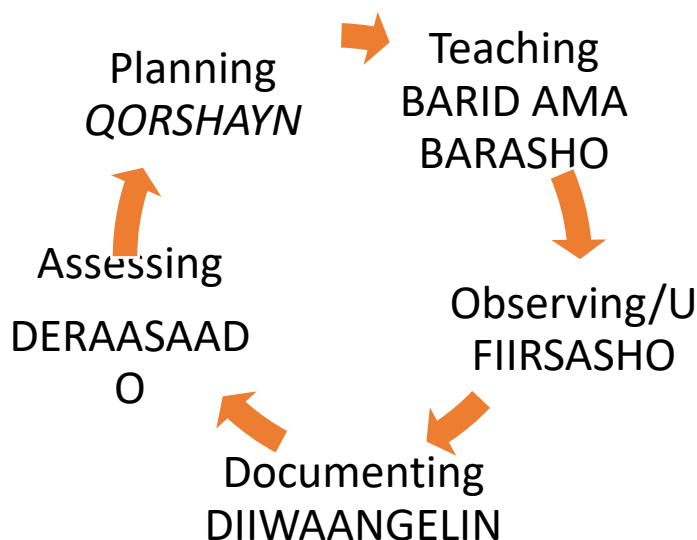 Planning
QORSHAYN
Teaching
BARID AMA
BARASHO
Observing/U
FIIRSASHO
Documenting
DIIWAANGELIN
Assessing
DERAASAAD
O